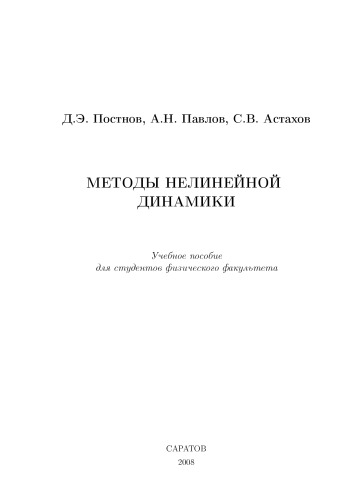 Д.Э. Постнов, А.Н. Павлов, С.В. Астахов
МЕТОДЫ НЕЛИНЕЙНОЙ
ДИНАМИКИ
Учебное пособие
для студентов физического факультета
САРАТОВ
2008